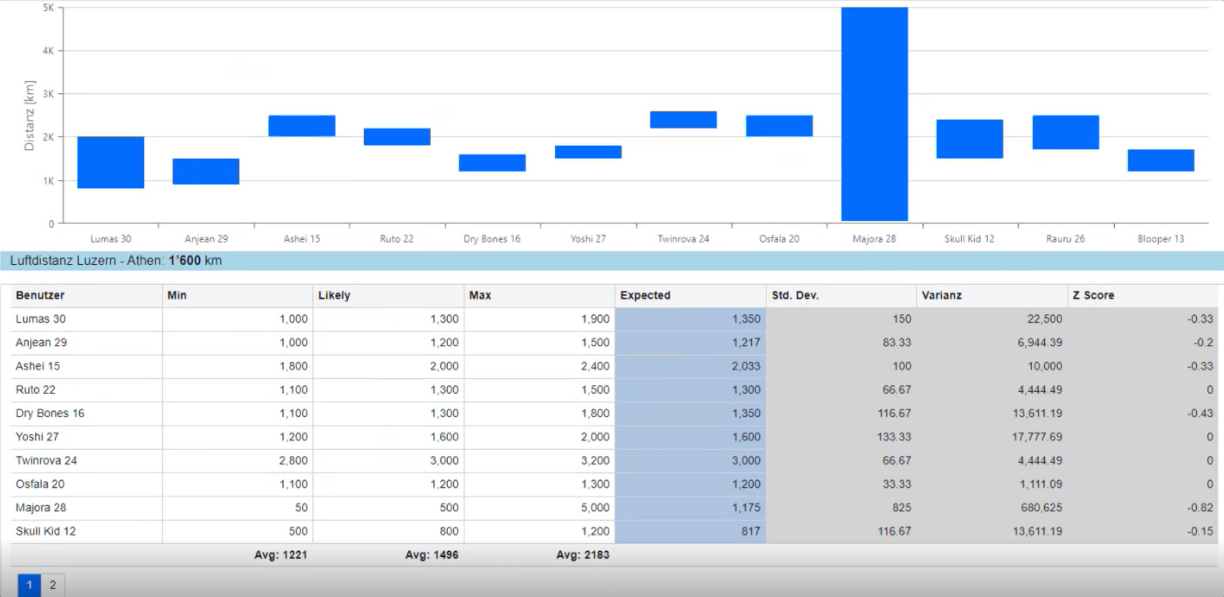 5K
4K
3K
2K
1K
0
Distanz [km]
Lumas 30 Anjean 29 Ashei 15 Ruto 22 Dry Bones 16 Yoshi 27 Twinrova 24 Osfala 20 Majora 28 Skull Kid 12 Rauru 26 Blooper 13
Luftdistanz Luzern - Athen: 1'600 km
Benutzer Min Likely Max Expected Std. Dev. Varianz Z Score
Lumas 30 1,000 1,300 1,900 1,350 150 22,500 -0.33
Anjean 29 1,000 1,200 1,500 1,217 83.33 6,944.39 -0.2
Ashei 15 1,800 2,000 2,400 2,033 100 10,000 -0.33
Ruto 22 1,100 1,300 1,500 1,300 66.67 4,444.49 0
Dry Bones 16 1,100 1,300 1,800 1,350 116.67 13,611.19 -0.43
Yoshi 27 1,200 1,600 2,000 1,600 133.33 17,777.69 0
Twinrova 24 2,800 3,000 3,200 3,000 66.67 4,444.49 0
Osfala 20 1,100 1,200 1,300 1,200 33.33 1,111.09 0
Majora 28 50 500 5,000 1,175 825 680,625 -0.82
Skull Kid 12 500 800 1,200 817 116.67 13,611.19 -0.15
Avg: 1221 Avg: 1496 Avg: 2183
1 2